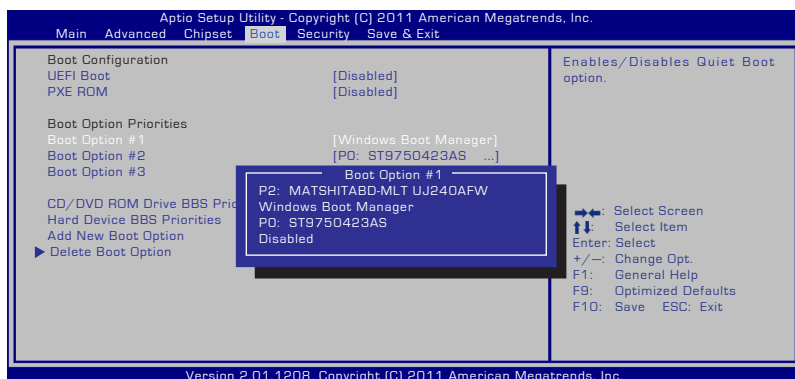 Aptio Setup Utility - Copyright (C) 2011 American Megatrends, Inc.
Main Advanced Chipset Boot Security Save & Exit
Boot Configuration
UEFI Boot [Disabled]
PXE ROM [Disabled]
Boot Option Priorities
Boot Option #1 [Windows Boot Manager]
Boot Option #2 [P0: ST9750423AS ...]
Boot Option #3
CD/DVD ROM Drive BBS Prio
Hard Device BBS Priorities
Add New Boot Option
Delete Boot Option
Boot Option #1
P2: MATSHITABD-MLT UJ240AFW
Windows Boot Manager
P0: ST9750423AS
Disabled
Enables/Disables Quiet Boot
option.
→←: Select Screen
↑↓: Select Item
Enter: Select
+/—: Change Opt.
F1: General Help
F9: Optimized Defaults
F10: Save ESC: Exit
Version 2.01.1208. Copyright (C) 2011 American Megatrends, Inc.